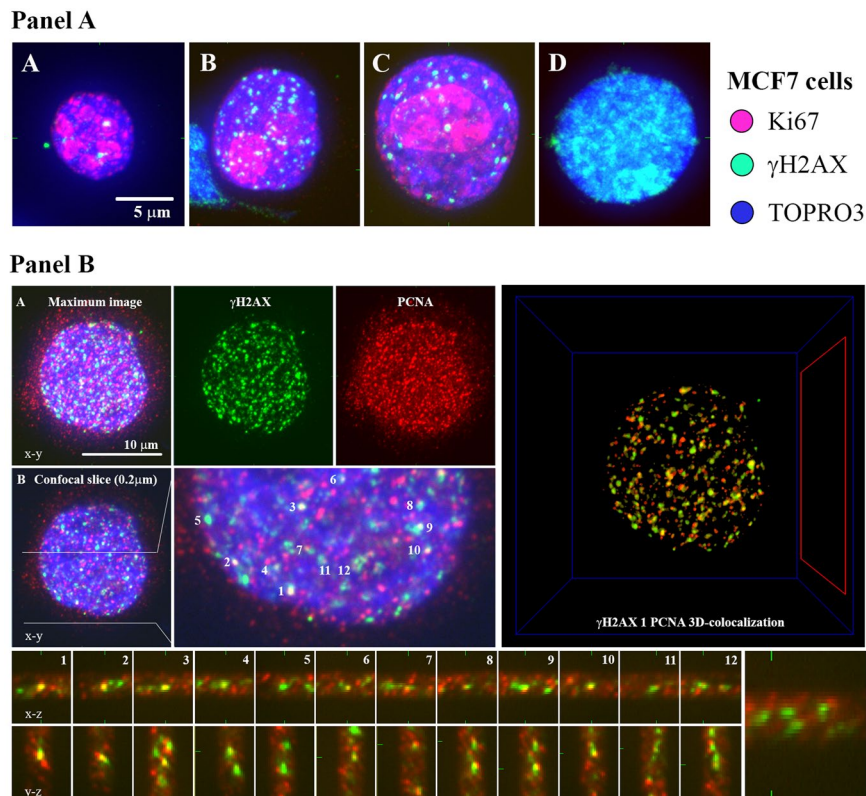 Panel A
A
B
C
D
MCF7 cells
Ki67
γH2AX
TOPRO3
5 μm
Panel B
A Maximum image
γH2AX
PCNA
x-y
10 μm
B Confocal slice (0.2μm)
x-y
6
3
8
5
9
7
10
2
4
11
12
1
γH2AX 1 PCNA 3D-colocalization
1 2 3 4 5 6 7 8 9 10 11 12
x-z
y-z